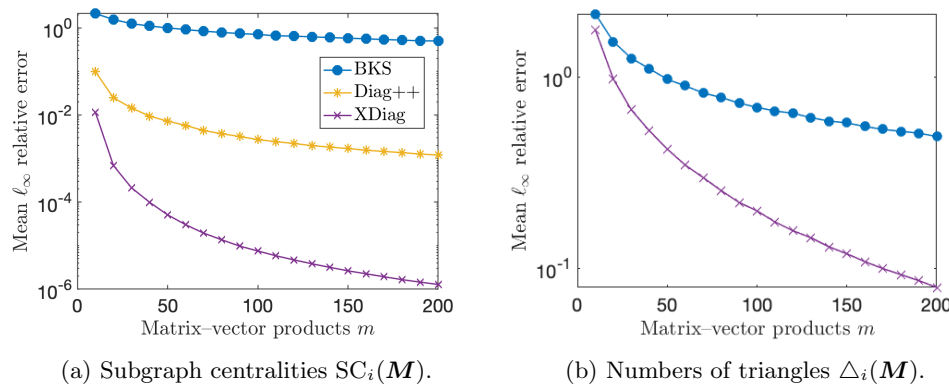 10^0
10^-2
10^-4
10^-6
Mean ℓ∞ relative error
BKS
Diag++
XDiag
0 50 100 150 200
Matrix–vector products m
(a) Subgraph centralities SC_i(M).
10^0
10^-1
Mean ℓ∞ relative error
0 50 100 150 200
Matrix–vector products m
(b) Numbers of triangles △_i(M).